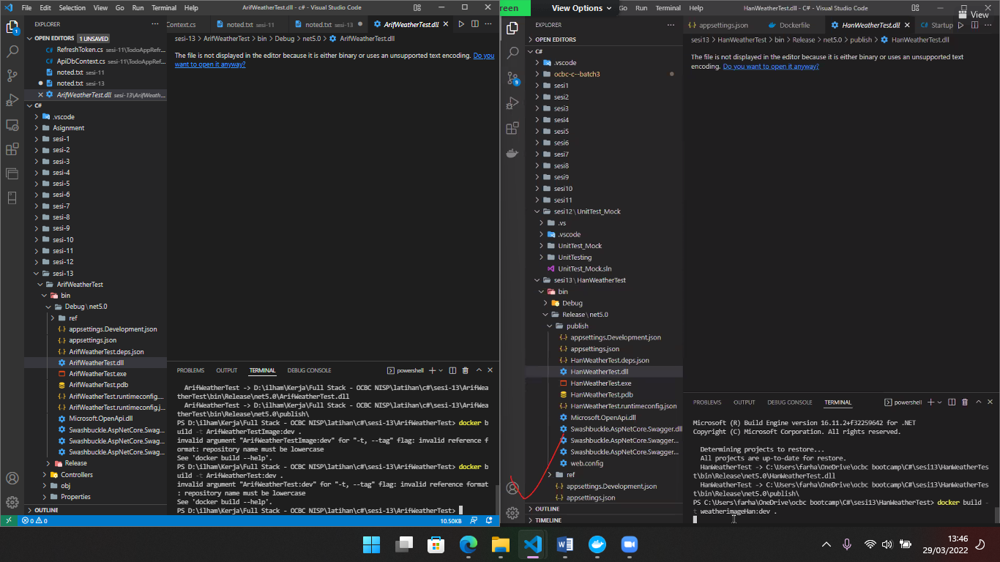 File Edit Selection View Go Run Terminal Help
ArifWeatherTest.dll - c# - Visual Studio Code
EXPLORER
OPEN EDITORS 1 UNSAVED
RefreshToken.cs sesi-11\TodoAppRefr...
ApiDbContext.cs sesi-11\TodoAppRef...
noted.txt sesi-11
noted.txt sesi-13
ArifWeatherTest.dll sesi-13\ArifWeath...
C#
.vscode
Asignment
sesi-1
sesi-2
sesi-3
sesi-4
sesi-5
sesi-6
sesi-7
sesi-8
sesi-9
sesi-10
sesi-11
sesi-12
sesi-13
ArifWeatherTest
bin
Debug \ net5.0
ref
appsettings.Development.json
appsettings.json
ArifWeatherTest.deps.json
ArifWeatherTest.dll
ArifWeatherTest.exe
ArifWeatherTest.pdb
ArifWeatherTest.runtimeconfig....
ArifWeatherTest.runtimeconfig.j...
Microsoft.OpenApi.dll
Swashbuckle.AspNetCore.Swag...
Swashbuckle.AspNetCore.Swag...
Swashbuckle.AspNetCore.Swag...
Release
Controllers
obj
Properties
OUTLINE
0 0
Context.cs noted.txt sesi-11 noted.txt sesi-13 ArifWeatherTest.dll
sesi-13 > ArifWeatherTest > bin > Debug > net5.0 > ArifWeatherTest.dll
The file is not displayed in the editor because it is either binary or uses an unsupported text encoding. Do you
want to open it anyway?
PROBLEMS OUTPUT TERMINAL DEBUG CONSOLE powershell
ArifWeatherTest -> D:\ilham\Kerja\Full Stack - OCBC NISP\latihan\c#\sesi-13\ArifWea
therTest\bin\Release\net5.0\ArifWeatherTest.dll
ArifWeatherTest -> D:\ilham\Kerja\Full Stack - OCBC NISP\latihan\c#\sesi-13\ArifWea
therTest\bin\Release\net5.0\publish\
PS D:\ilham\Kerja\Full Stack - OCBC NISP\latihan\c#\sesi-13\ArifWeatherTest> docker b
uild -t ArifWeatherTestImage:dev .
invalid argument "ArifWeatherTestImage:dev" for "-t, --tag" flag: invalid reference f
ormat: repository name must be lowercase
See 'docker build --help'.
PS D:\ilham\Kerja\Full Stack - OCBC NISP\latihan\c#\sesi-13\ArifWeatherTest> docker b
uild -t ArifWeatherTest:dev .
invalid argument "ArifWeatherTest:dev" for "-t, --tag" flag: invalid reference format
: repository name must be lowercase
See 'docker build --help'.
PS D:\ilham\Kerja\Full Stack - OCBC NISP\latihan\c#\sesi-13\ArifWeatherTest>
10.50KB
reen View Options Go Run Terminal Help
HanWeatherTest.dll - C# - Visual Studio Code
View
EXPLORER
OPEN EDITORS
C#
.vscode
ocbc-c--batch3
sesi1
sesi2
sesi3
sesi4
sesi5
sesi6
sesi7
sesi8
sesi9
sesi10
sesi11
sesi12 \ UnitTest_Mock
.vs
.vscode
UnitTest_Mock
UnitTesting
UnitTest_Mock.sln
sesi13 \ HanWeatherTest
bin
Debug
Release \ net5.0
publish
appsettings.Development.json
appsettings.json
HanWeatherTest.deps.json
HanWeatherTest.dll
HanWeatherTest.exe
HanWeatherTest.pdb
HanWeatherTest.runtimeconfig.json
Microsoft.OpenApi.dll
Swashbuckle.AspNetCore.Swagger.dll
Swashbuckle.AspNetCore.Swagger...
Swashbuckle.AspNetCore.Swagger...
web.config
ref
appsettings.Development.json
appsettings.json
OUTLINE
TIMELINE
appsettings.json Dockerfile HanWeatherTest.dll Startup
sesi13 > HanWeatherTest > bin > Release > net5.0 > publish > HanWeatherTest.dll
The file is not displayed in the editor because it is either binary or uses an unsupported text
encoding. Do you want to open it anyway?
PROBLEMS OUTPUT DEBUG CONSOLE TERMINAL powershell
Microsoft (R) Build Engine version 16.11.2+f32259642 for .NET
Copyright (C) Microsoft Corporation. All rights reserved.
Determining projects to restore...
All projects are up-to-date for restore.
HanWeatherTest -> C:\Users\farha\OneDrive\ocbc bootcamp\C#\sesi13\HanWeatherTes
t\bin\Release\net5.0\HanWeatherTest.dll
HanWeatherTest -> C:\Users\farha\OneDrive\ocbc bootcamp\C#\sesi13\HanWeatherTes
t\bin\Release\net5.0\publish\
PS C:\Users\farha\OneDrive\ocbc bootcamp\C#\sesi13\HanWeatherTest> docker build -
t weatherimageHan:dev .
1
9
13:46
29/03/2022